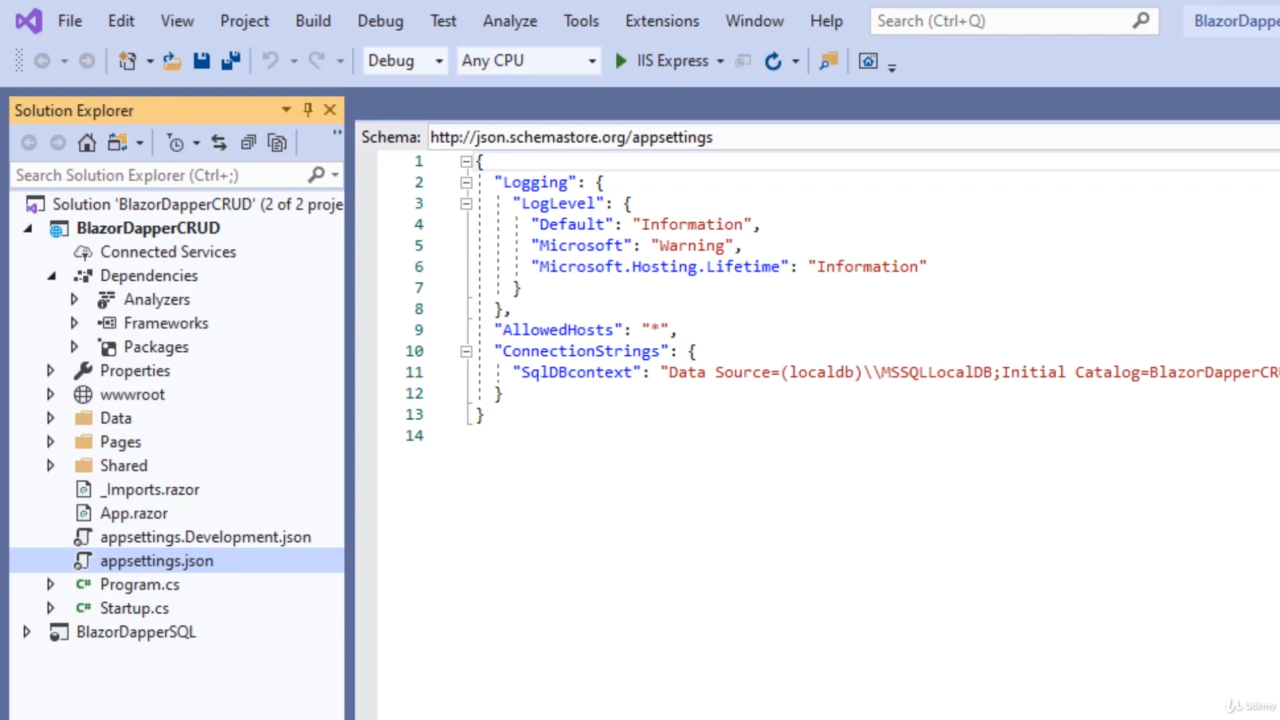 File Edit View Project Build Debug Test Analyze Tools Extensions Window Help Search (Ctrl+Q) BlazorDappe
Debug Any CPU IIS Express
Solution Explorer
Search Solution Explorer (Ctrl+;)
Solution 'BlazorDapperCRUD' (2 of 2 proje
BlazorDapperCRUD
Connected Services
Dependencies
Analyzers
Frameworks
Packages
Properties
wwwroot
Data
Pages
Shared
_Imports.razor
App.razor
appsettings.Development.json
appsettings.json
C# Program.cs
C# Startup.cs
BlazorDapperSQL
Schema: http://json.schemastore.org/appsettings
1 {
2 "Logging": {
3 "LogLevel": {
4 "Default": "Information",
5 "Microsoft": "Warning",
6 "Microsoft.Hosting.Lifetime": "Information"
7 }
8 },
9 "AllowedHosts": "*",
10 "ConnectionStrings": {
11 "SqlDBcontext": "Data Source=(localdb)\\MSSQLLocalDB;Initial Catalog=BlazorDapperCRU
12 }
13 }
14
Udemy